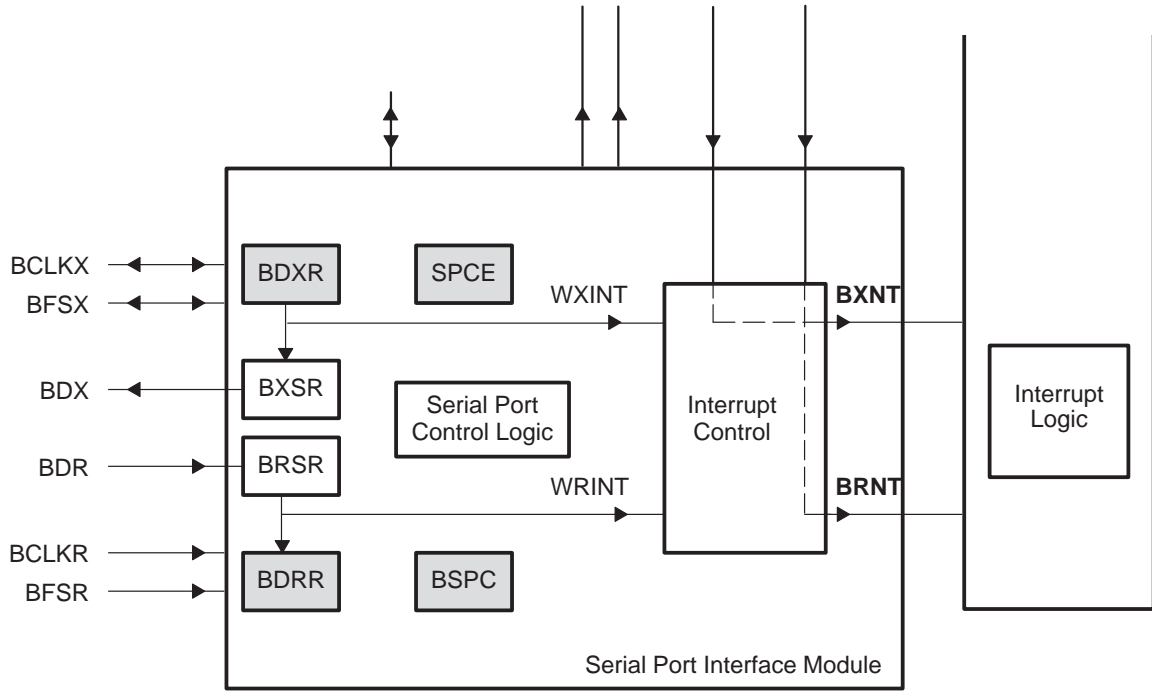 BCLKX
BDXR
SPCE
BFSX
WXINT
BXNT
BDX
BXSR
Serial Port
Control Logic
Interrupt
Control
Interrupt
Logic
BDR
BRSR
WRINT
BRNT
BCLKR
BDRR
BSPC
BFSR
Serial Port Interface Module